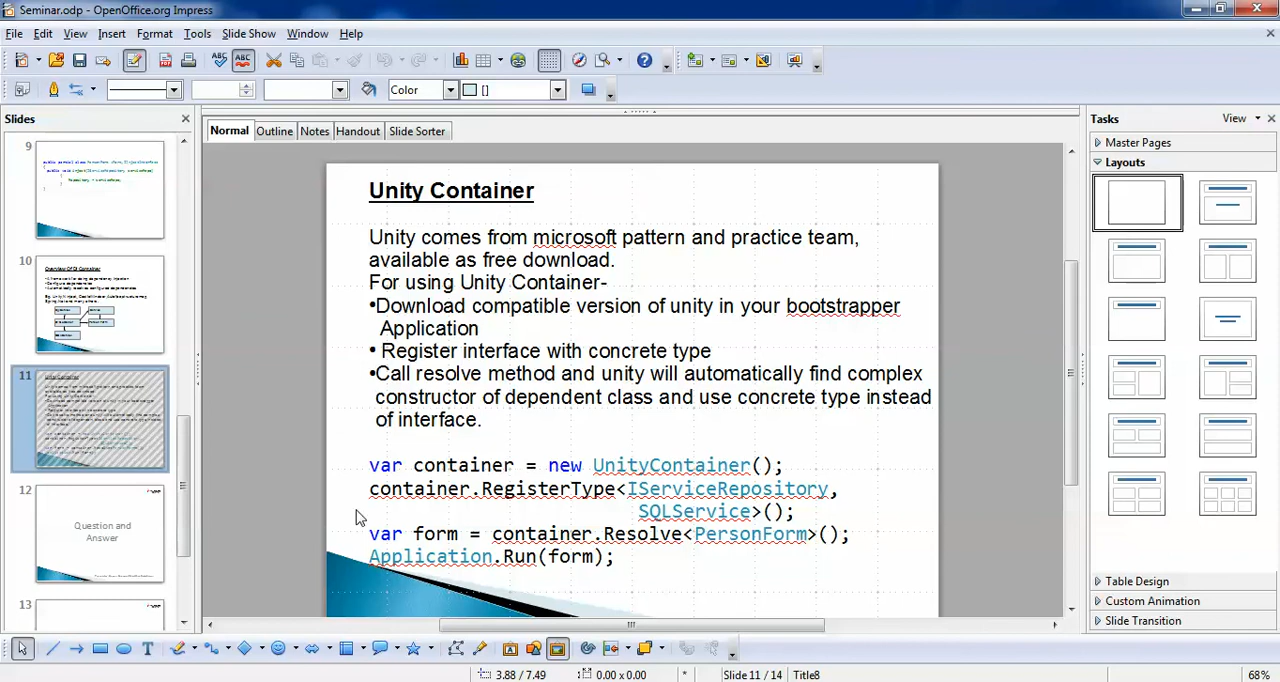 Seminar.odp - OpenOffice.org Impress
File Edit View Insert Format Tools Slide Show Window Help
Color []
Slides
Normal Outline Notes Handout Slide Sorter
Tasks View
Master Pages
Layouts
9
10
Overview Of DI Container
11
12
Question and
Answer
13
Unity Container
Unity comes from microsoft pattern and practice team,
available as free download.
For using Unity Container-
•Download compatible version of unity in your bootstrapper
Application
• Register interface with concrete type
•Call resolve method and unity will automatically find complex
constructor of dependent class and use concrete type instead
of interface.
var container = new UnityContainer();
container.RegisterType<IServiceRepository,
SQLService>();
var form = container.Resolve<PersonForm>();
Application.Run(form);
Table Design
Custom Animation
Slide Transition
3.88 / 7.49 0.00 x 0.00 * Slide 11 / 14 Title8 68%